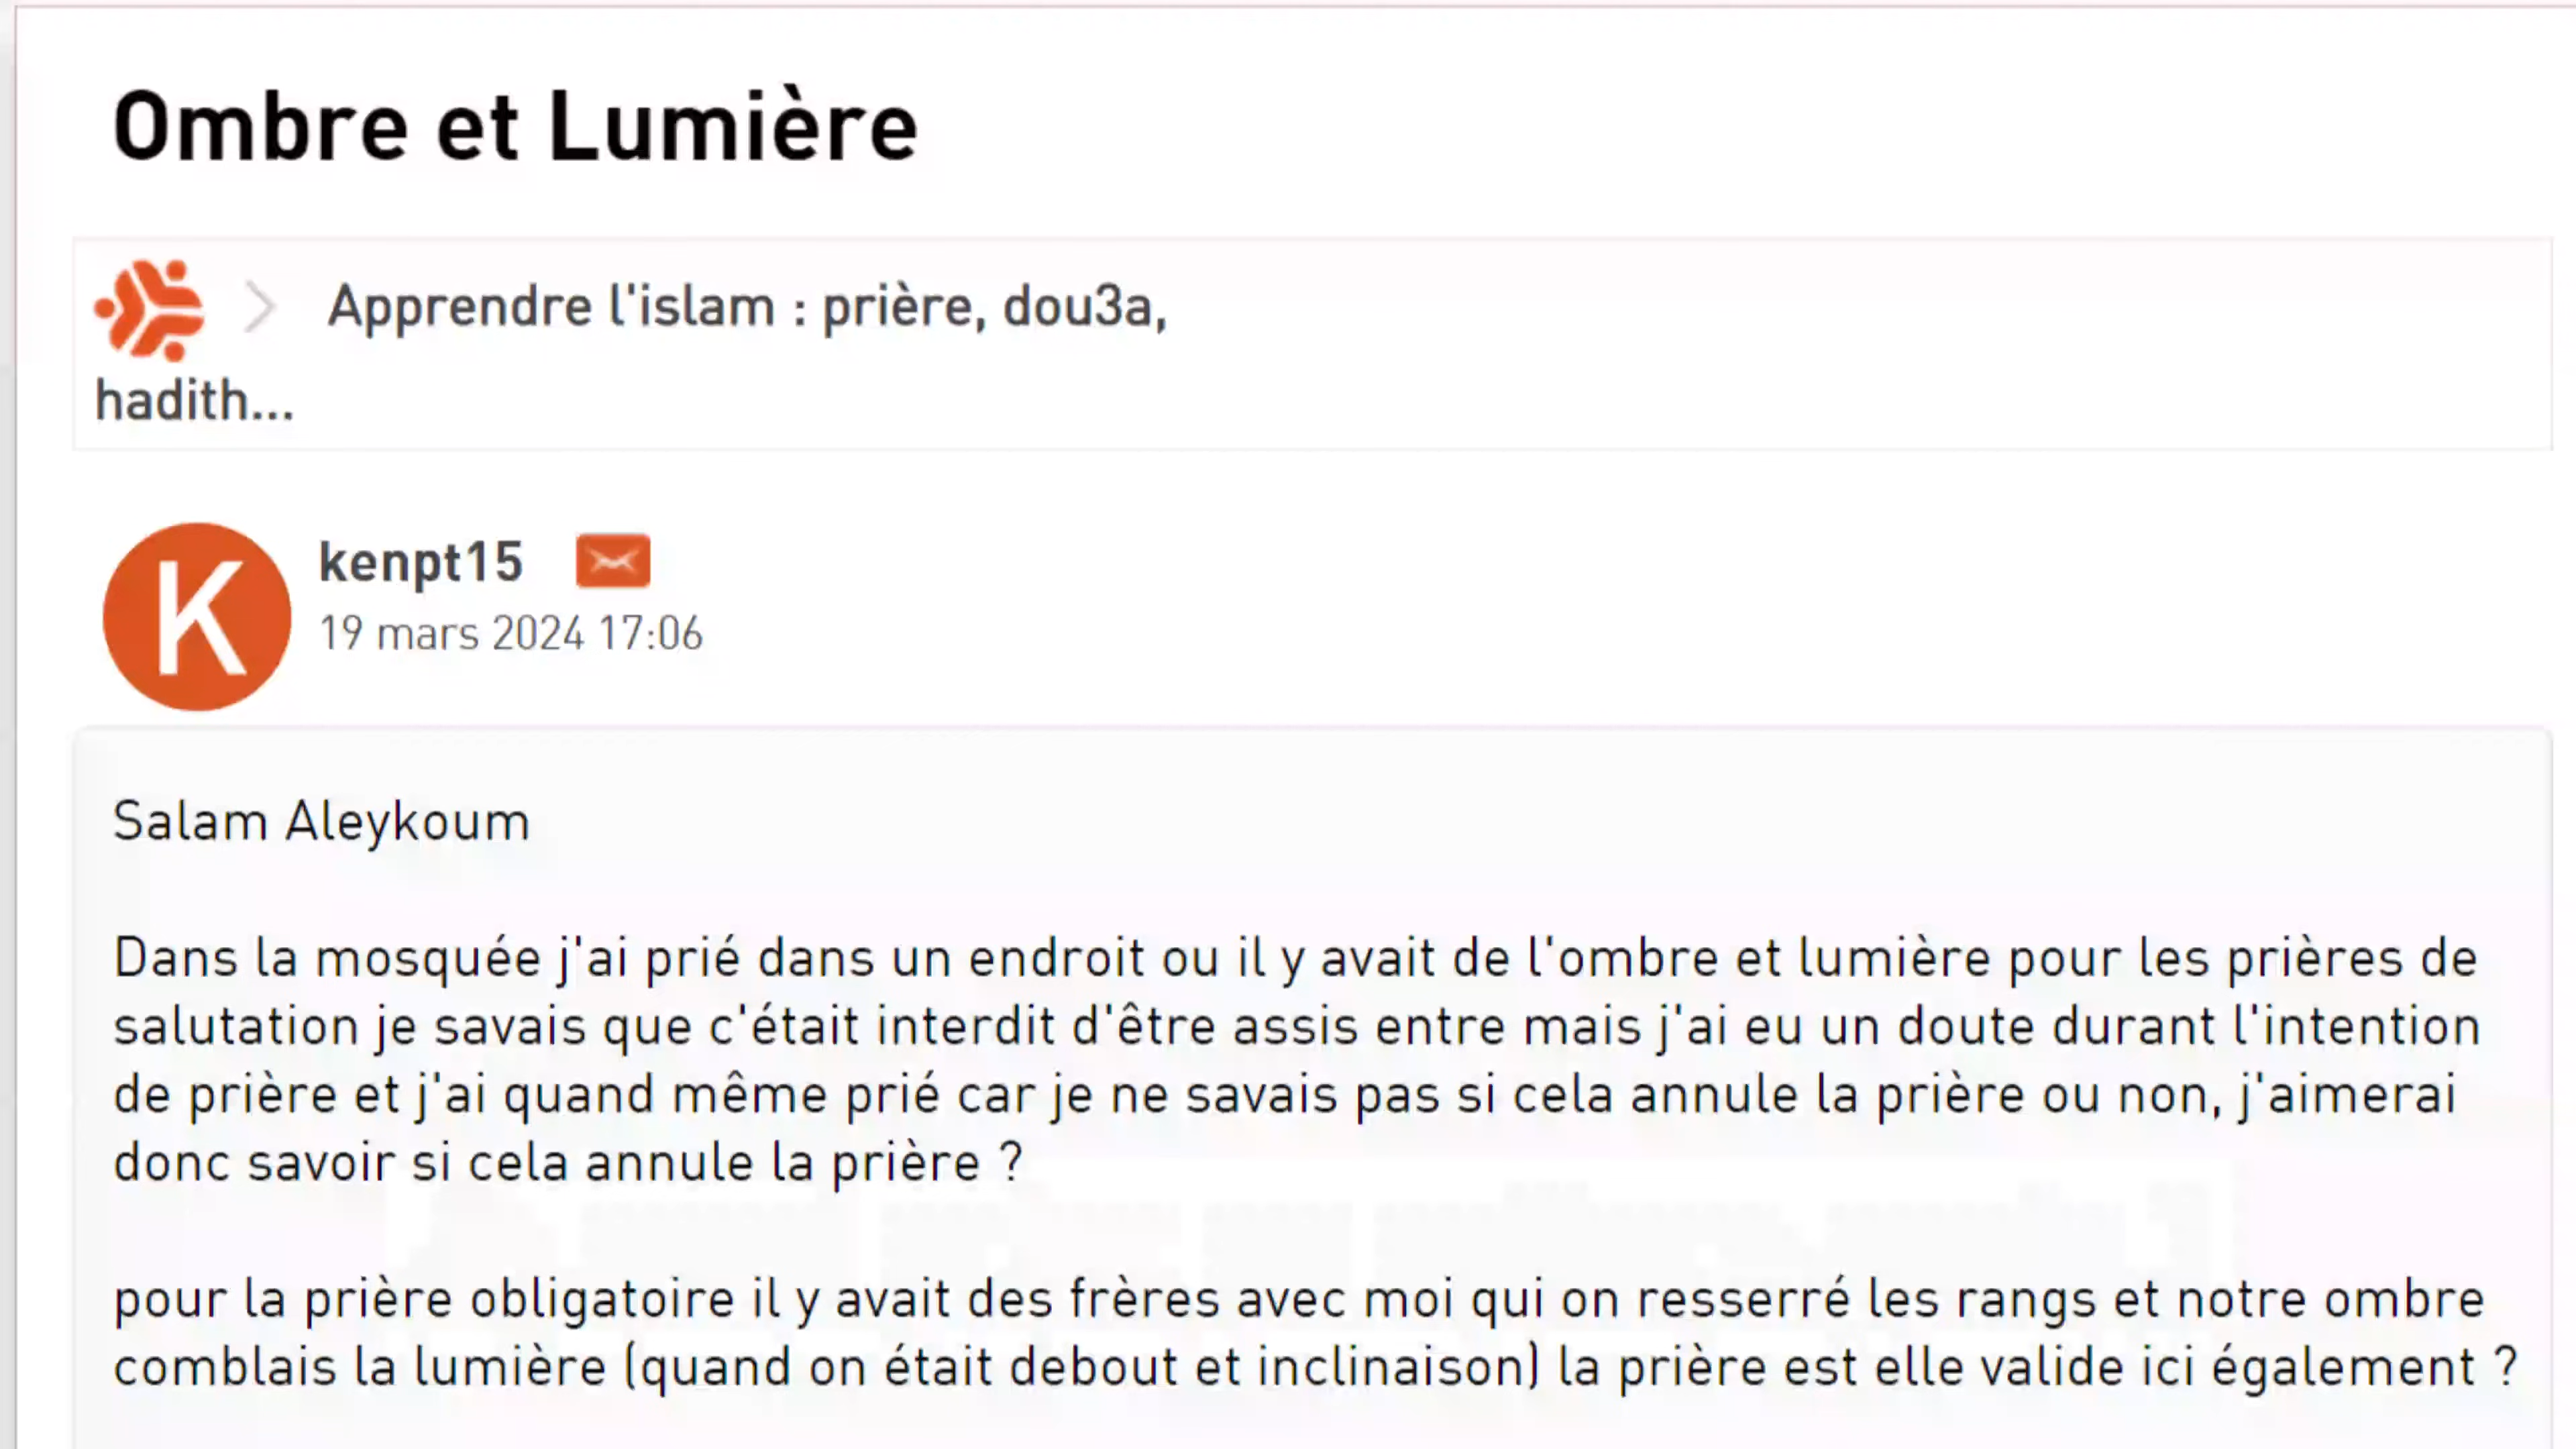 Ombre et Lumière
Apprendre l'islam : prière, dou3a,
hadith...
K
kenpt15
19 mars 2024 17:06
Salam Aleykoum
Dans la mosquée j'ai prié dans un endroit ou il y avait de l'ombre et lumière pour les prières de
salutation je savais que c'était interdit d'être assis entre mais j'ai eu un doute durant l'intention
de prière et j'ai quand même prié car je ne savais pas si cela annule la prière ou non, j'aimerai
donc savoir si cela annule la prière ?
pour la prière obligatoire il y avait des frères avec moi qui on resserré les rangs et notre ombre
comblais la lumière (quand on était debout et inclinaison) la prière est elle valide ici également ?